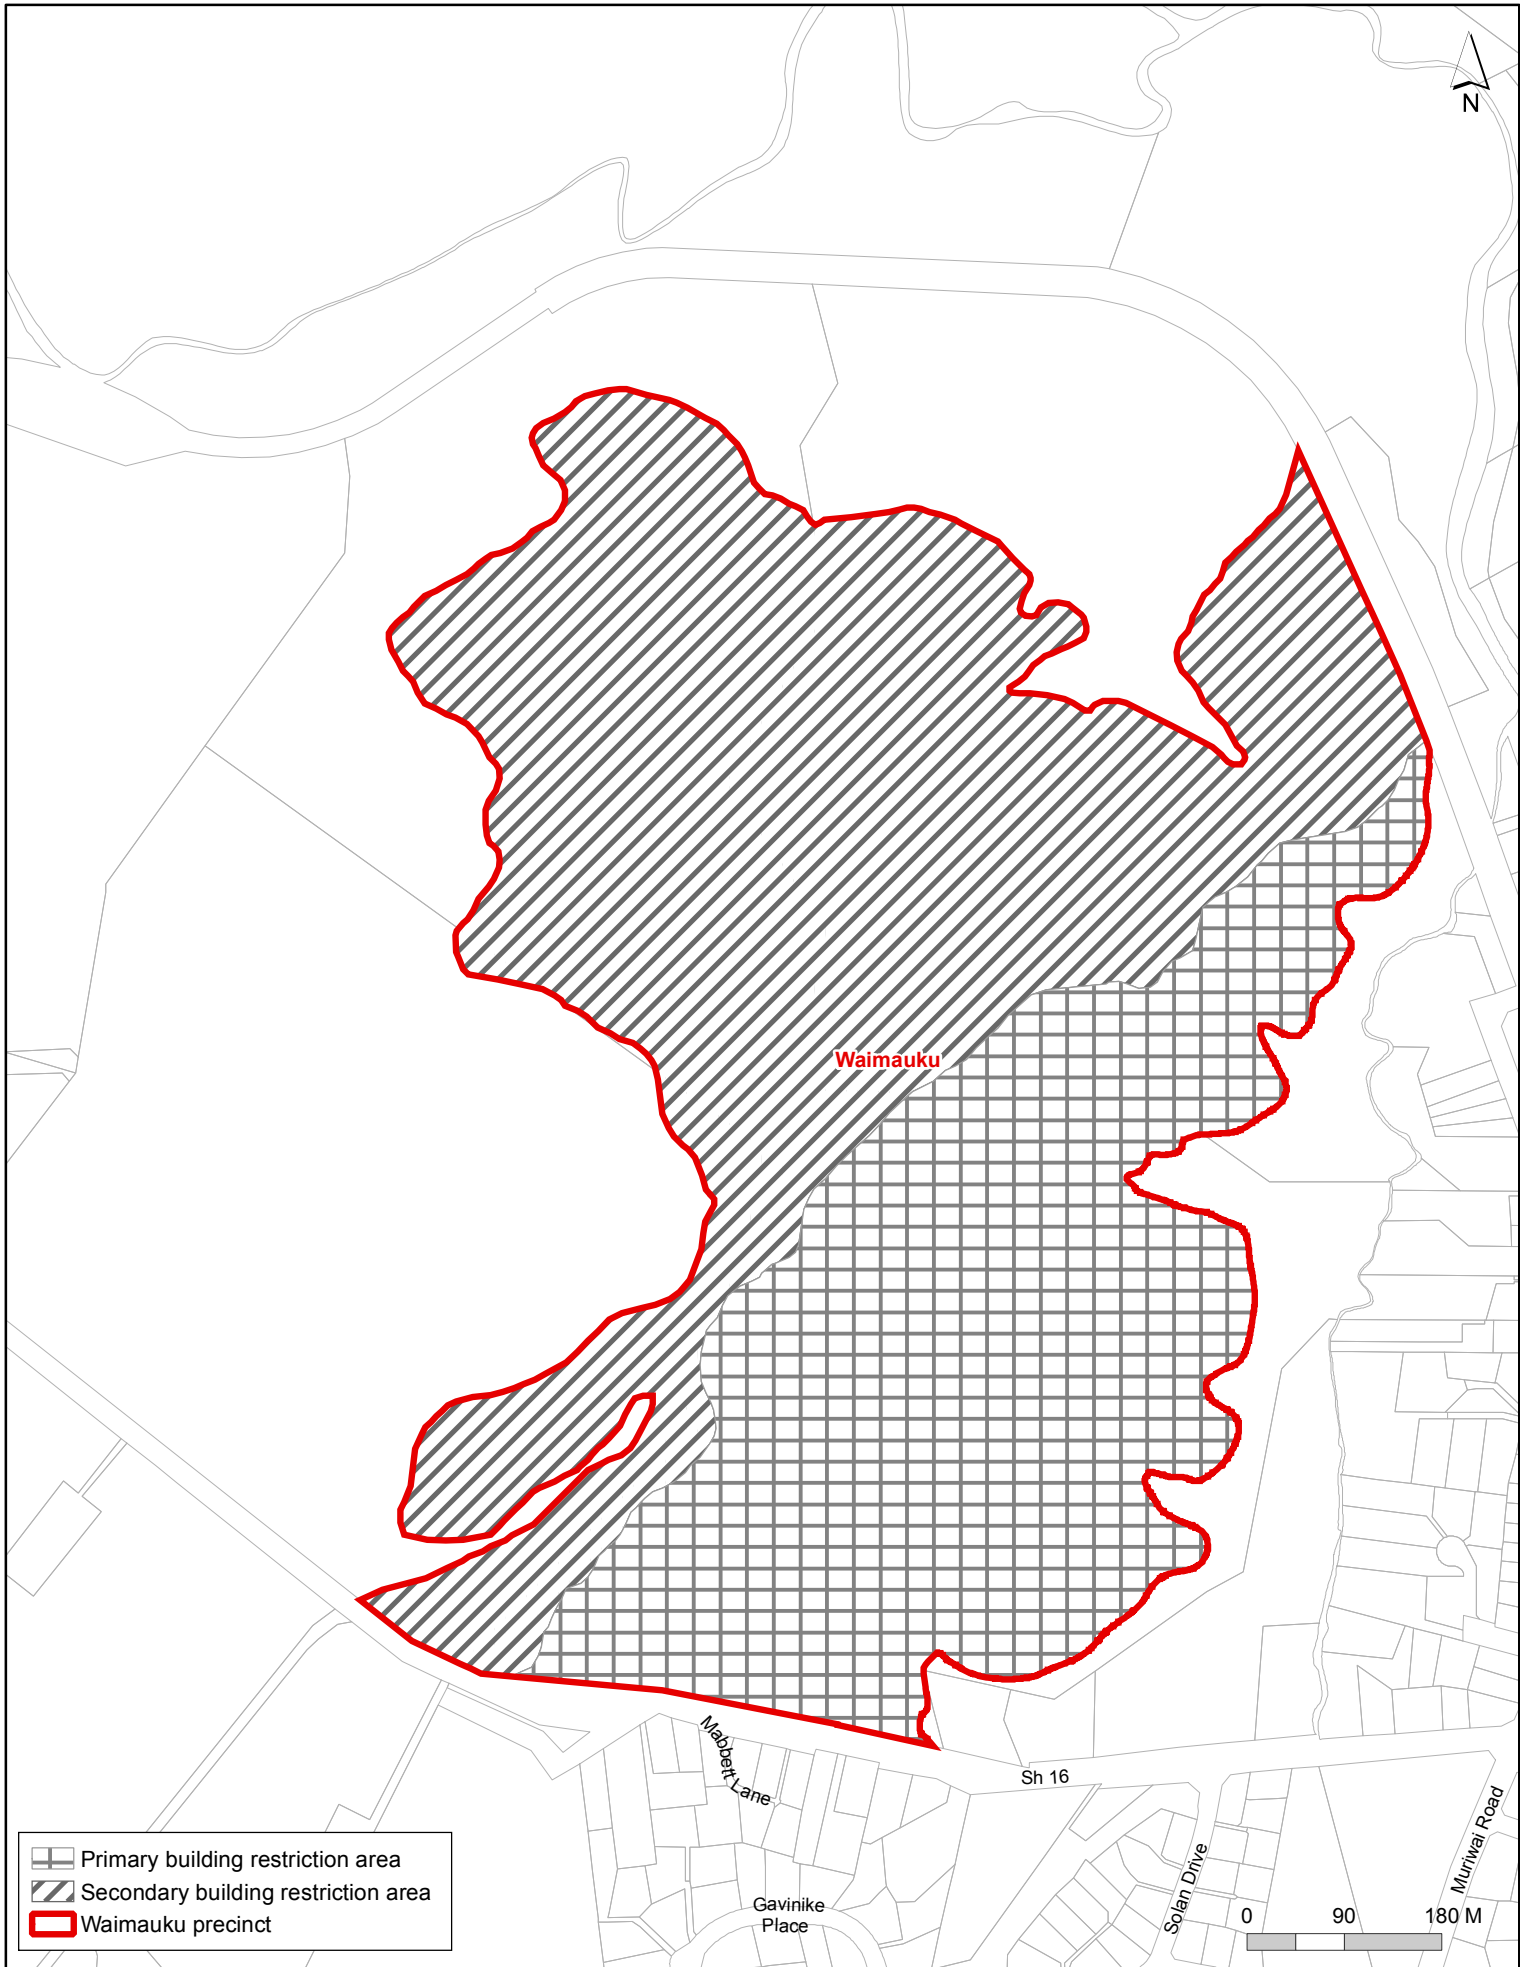 N
Waimauku
Mabbett Lane
Sh 16
Gavinike
Place
Solan Drive
Muriwai Road
0 90 180 M
Primary building restriction area
Secondary building restriction area
Waimauku precinct